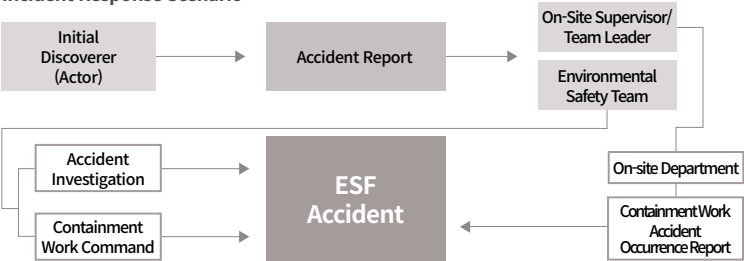 Incident Response Scenario
Initial
Discoverer
(Actor)
Accident Report
On-Site Supervisor/
Team Leader
Environmental
Safety Team
Accident
Investigation
Containment
Work Command
ESF
Accident
On-site Department
Containment Work
Accident
Occurrence Report